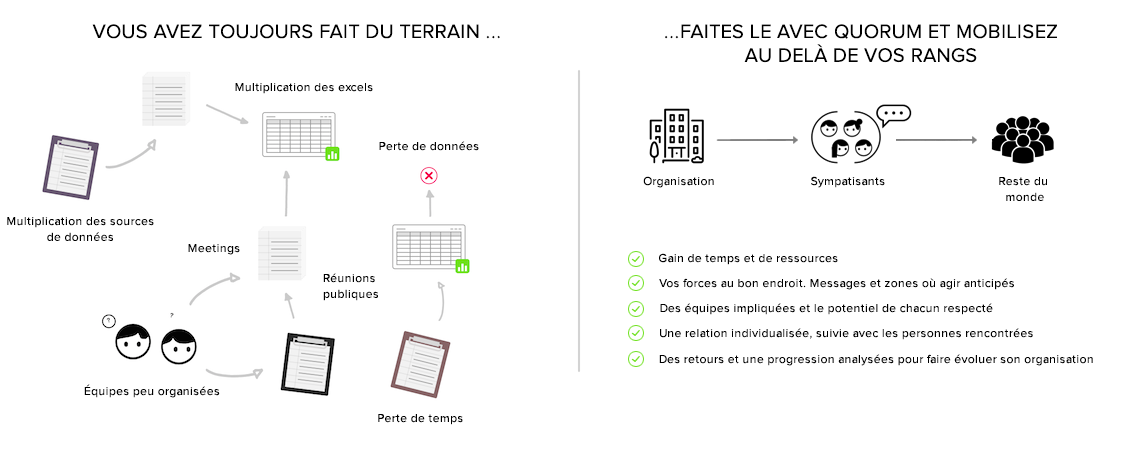 VOUS AVEZ TOUJOURS FAIT DU TERRAIN ...
Multiplication des excels
Perte de données
Multiplication des sources
de données
Meetings
Réunions
publiques
?
?
Équipes peu organisées
Perte de temps
...FAITES LE AVEC QUORUM ET MOBILISEZ
AU DELÀ DE VOS RANGS
Organisation
Sympatisants
Reste du
monde
Gain de temps et de ressources
Vos forces au bon endroit. Messages et zones où agir anticipés
Des équipes impliquées et le potentiel de chacun respecté
Une relation individualisée, suivie avec les personnes rencontrées
Des retours et une progression analysées pour faire évoluer son organisation